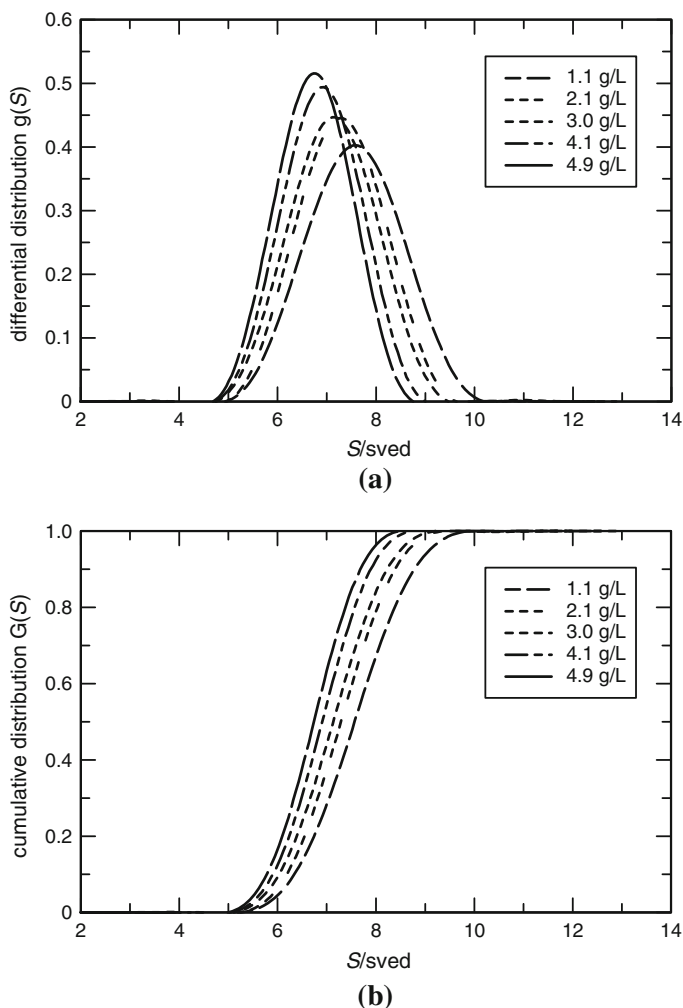 0.6
0.5
0.4
0.3
0.2
0.1
0
differential distribution g(S)
1.1 g/L
2.1 g/L
3.0 g/L
4.1 g/L
4.9 g/L
2 4 6 8 10 12 14
S/sved
(a)
1.0
0.8
0.6
0.4
0.2
0
cumulative distribution G(S)
1.1 g/L
2.1 g/L
3.0 g/L
4.1 g/L
4.9 g/L
2 4 6 8 10 12 14
S/sved
(b)